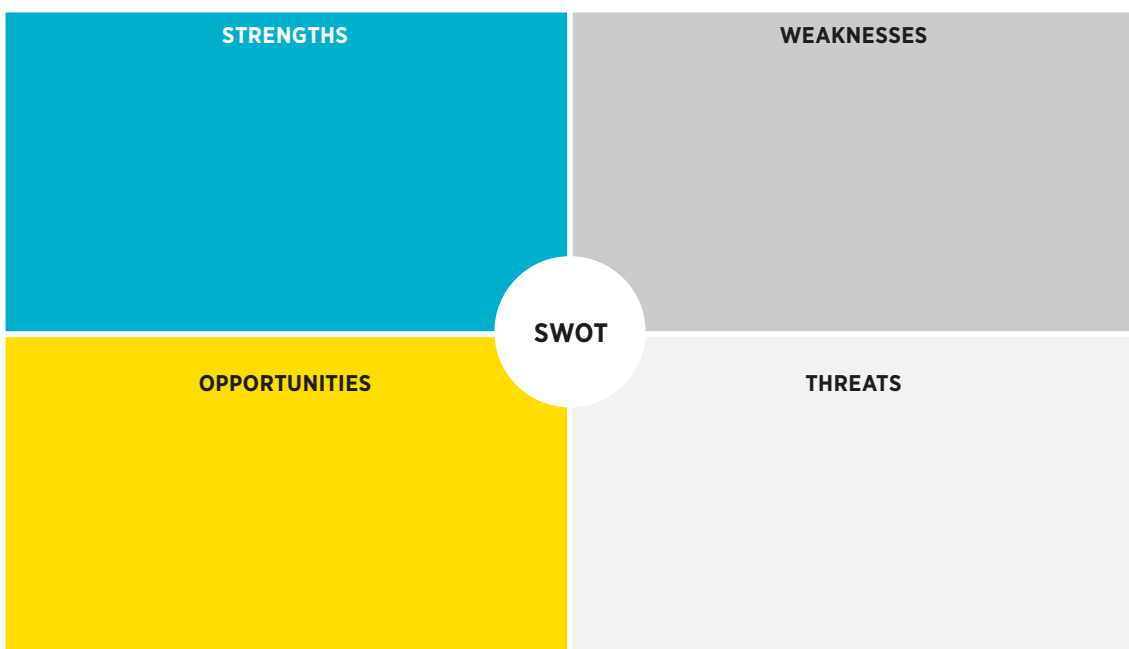 STRENGTHS
WEAKNESSES
SWOT
OPPORTUNITIES
THREATS